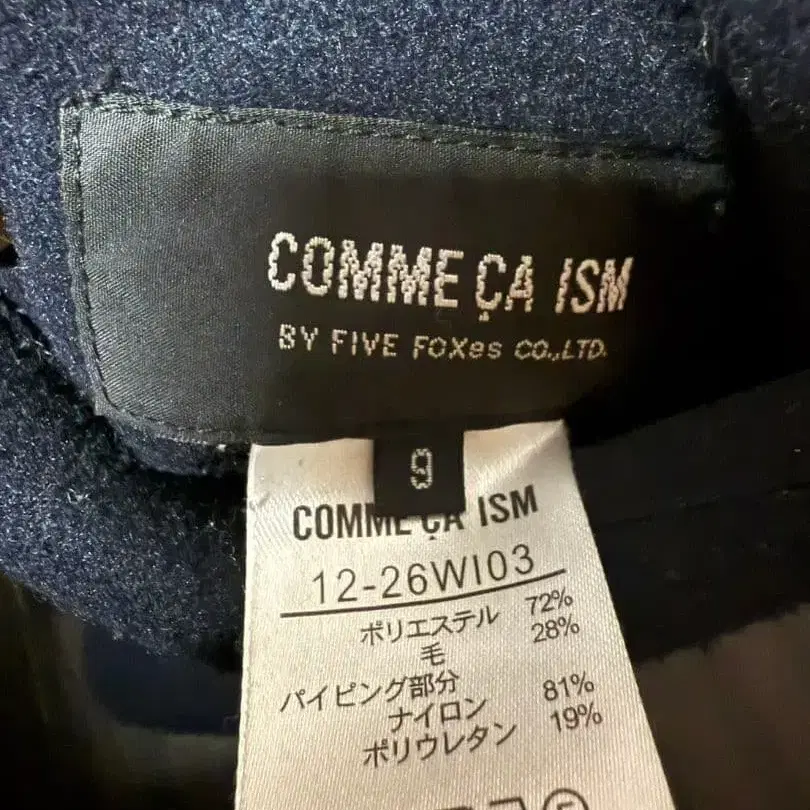 COMME ÇA ISM
BY FIVE FOXes CO.,LTD.
9
COMME ÇA ISM
12-26WI03
ポリエステル 72%
毛 28%
パイピング部分
ナイロン 81%
ポリウレタン 19%